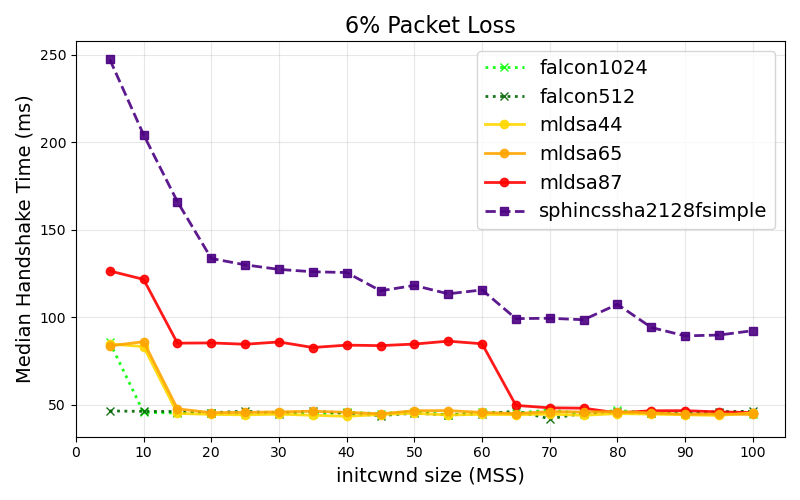 6% Packet Loss
Median Handshake Time (ms)
250
200
150
100
50
falcon1024
falcon512
mldsa44
mldsa65
mldsa87
sphincssha2128fsimple
0 10 20 30 40 50 60 70 80 90 100
initcwnd size (MSS)